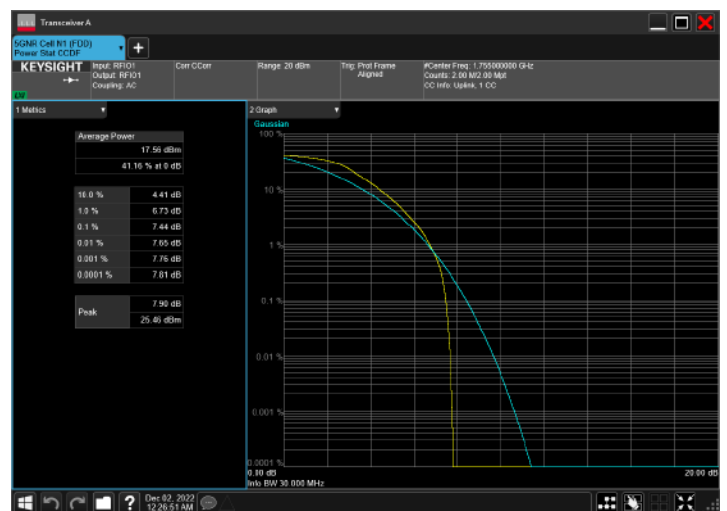 Transceiver A
5GNR Cell N1 (FDD)
Power Stat CCDF
KEYSIGHT
Input: RFIO1
Output: RFIO1
Coupling: AC
Corr CCorr
Range: 20 dBm
Trig: Prot Frame
Aligned
#Center Freq: 1.755000000 GHz
Counts: 2.00 M/2.00 Mpt
CC Info: Uplink, 1 CC
1 Metrics
2 Graph
Average Power
17.56 dBm
41.16 % at 0 dB
10.0 % 4.41 dB
1.0 % 6.73 dB
0.1 % 7.44 dB
0.01 % 7.65 dB
0.001 % 7.76 dB
0.0001 % 7.81 dB
Peak
7.90 dB
25.46 dBm
Gaussian
100 %
10 %
1 %
0.1 %
0.01 %
0.001 %
0.0001 %
0.00 dB
20.00 dB
Info BW 30.000 MHz
Dec 02, 2022
12:26:51 AM